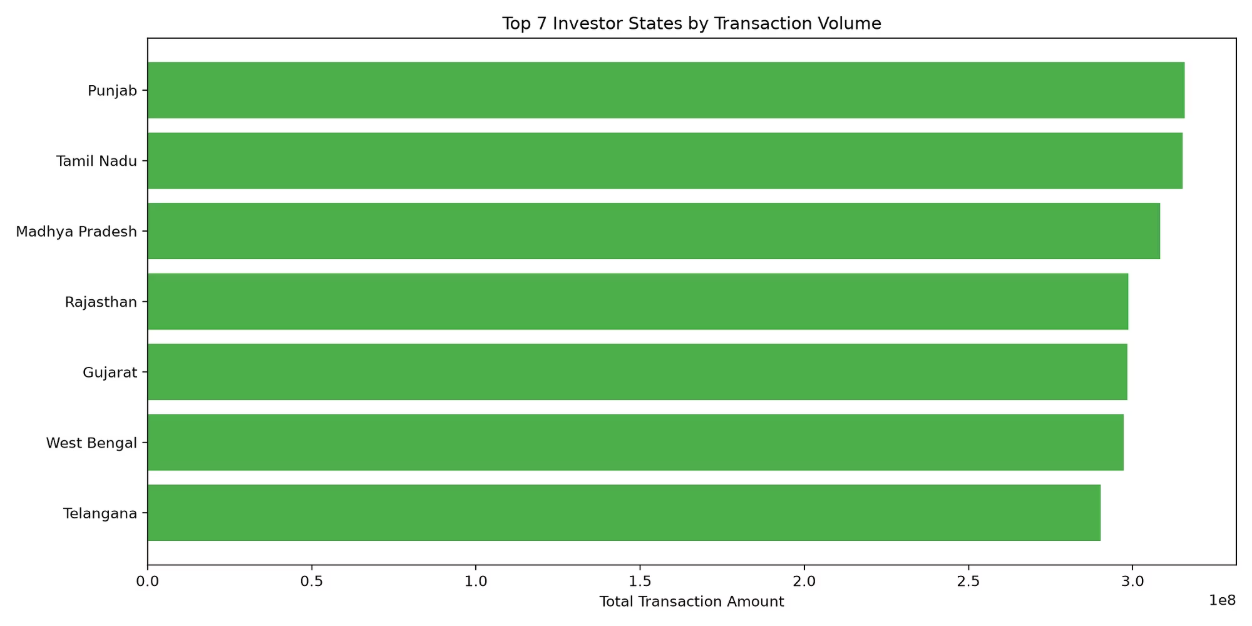 Top 7 Investor States by Transaction Volume
Punjab
Tamil Nadu
Madhya Pradesh
Rajasthan
Gujarat
West Bengal
Telangana
0.0 0.5 1.0 1.5 2.0 2.5 3.0
Total Transaction Amount
1e8